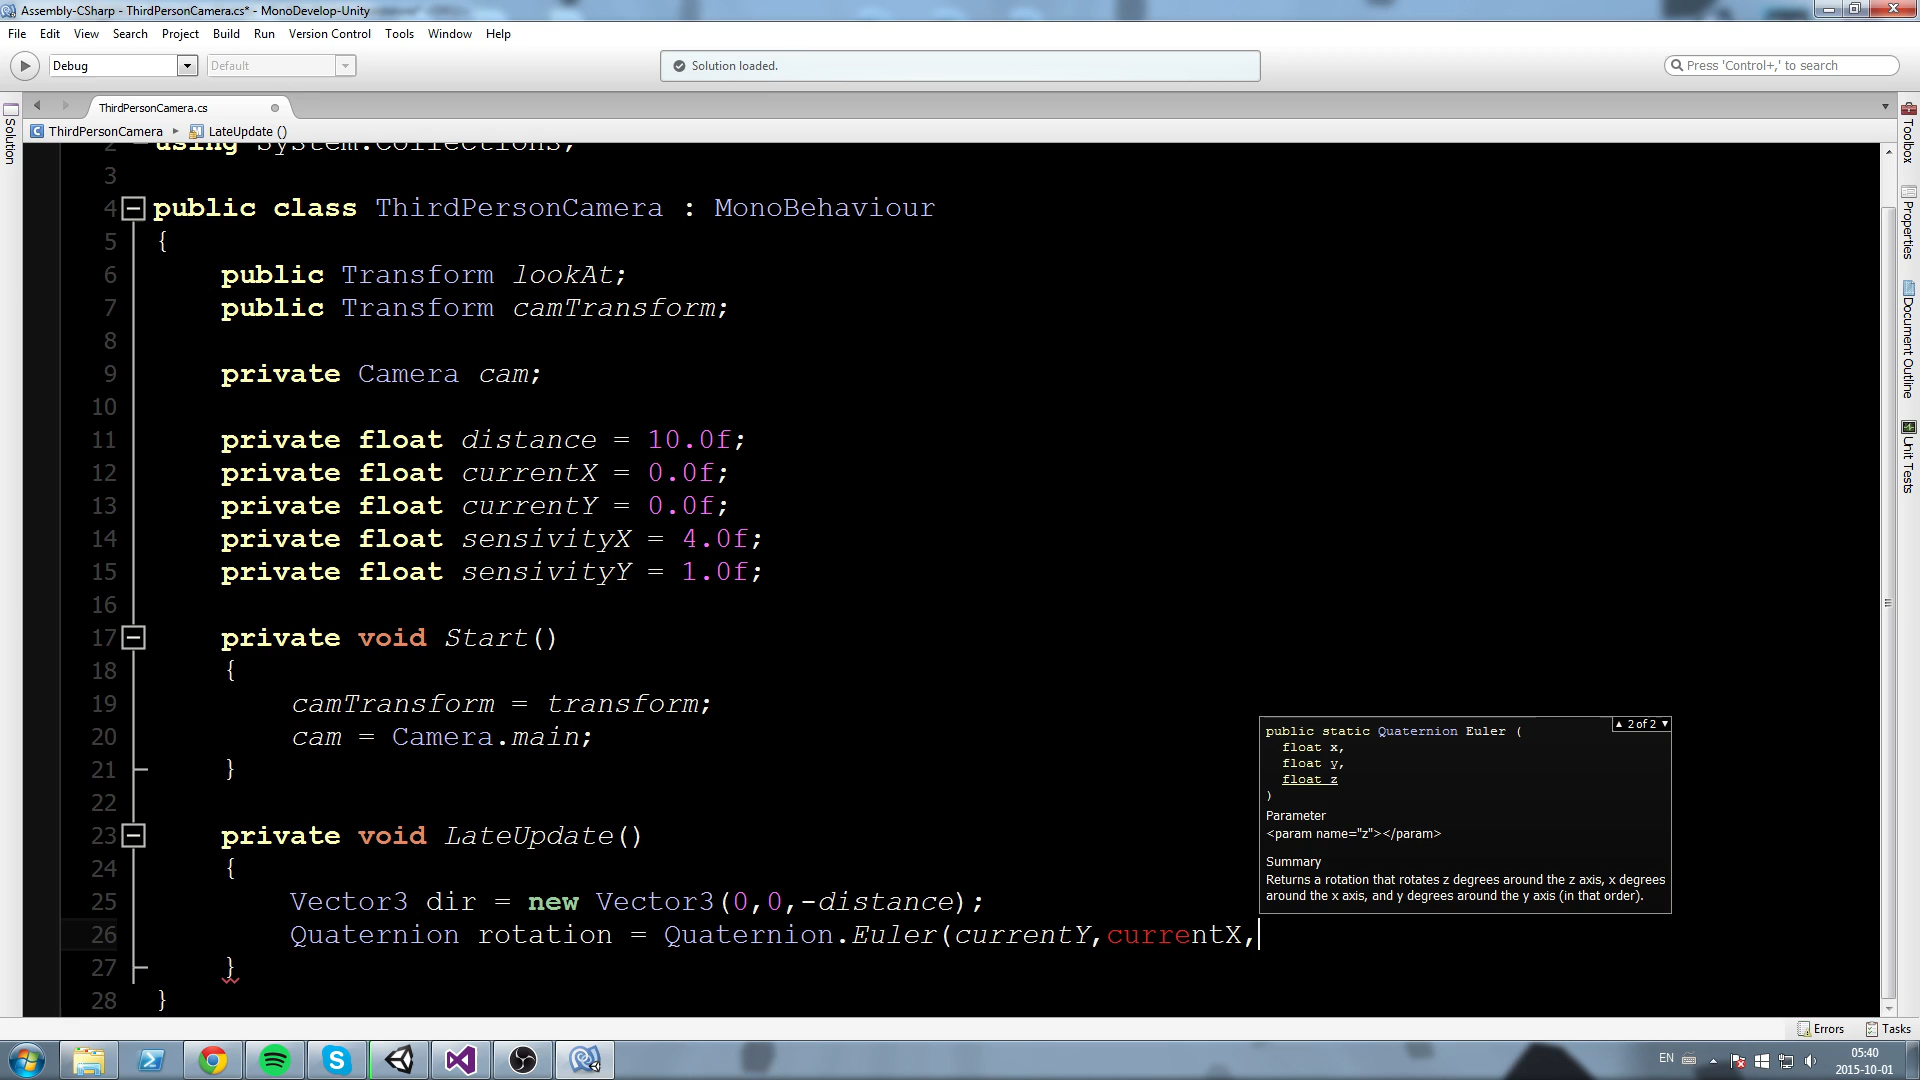 Assembly-CSharp - ThirdPersonCamera.cs* - MonoDevelop-Unity
File Edit View Search Project Build Run Version Control Tools Window Help
Debug Default Solution loaded. Press 'Control+,' to search
ThirdPersonCamera.cs
ThirdPersonCamera LateUpdate ()
Solution
Toolbox
Properties
Document Outline
Unit Tests
2 using System.Collections;
3
4 public class ThirdPersonCamera : MonoBehaviour
5 {
6 public Transform lookAt;
7 public Transform camTransform;
8
9 private Camera cam;
10
11 private float distance = 10.0f;
12 private float currentX = 0.0f;
13 private float currentY = 0.0f;
14 private float sensivityX = 4.0f;
15 private float sensivityY = 1.0f;
16
17 private void Start()
18 {
19 camTransform = transform;
20 cam = Camera.main;
21 }
22
23 private void LateUpdate()
24 {
25 Vector3 dir = new Vector3(0,0,-distance);
26 Quaternion rotation = Quaternion.Euler(currentY,currentX,
27 }
28 }
2 of 2
public static Quaternion Euler (
float x,
float y,
float z
)
Parameter
<param name="z"></param>
Summary
Returns a rotation that rotates z degrees around the z axis, x degrees
around the x axis, and y degrees around the y axis (in that order).
Errors Tasks
EN
05:40
2015-10-01